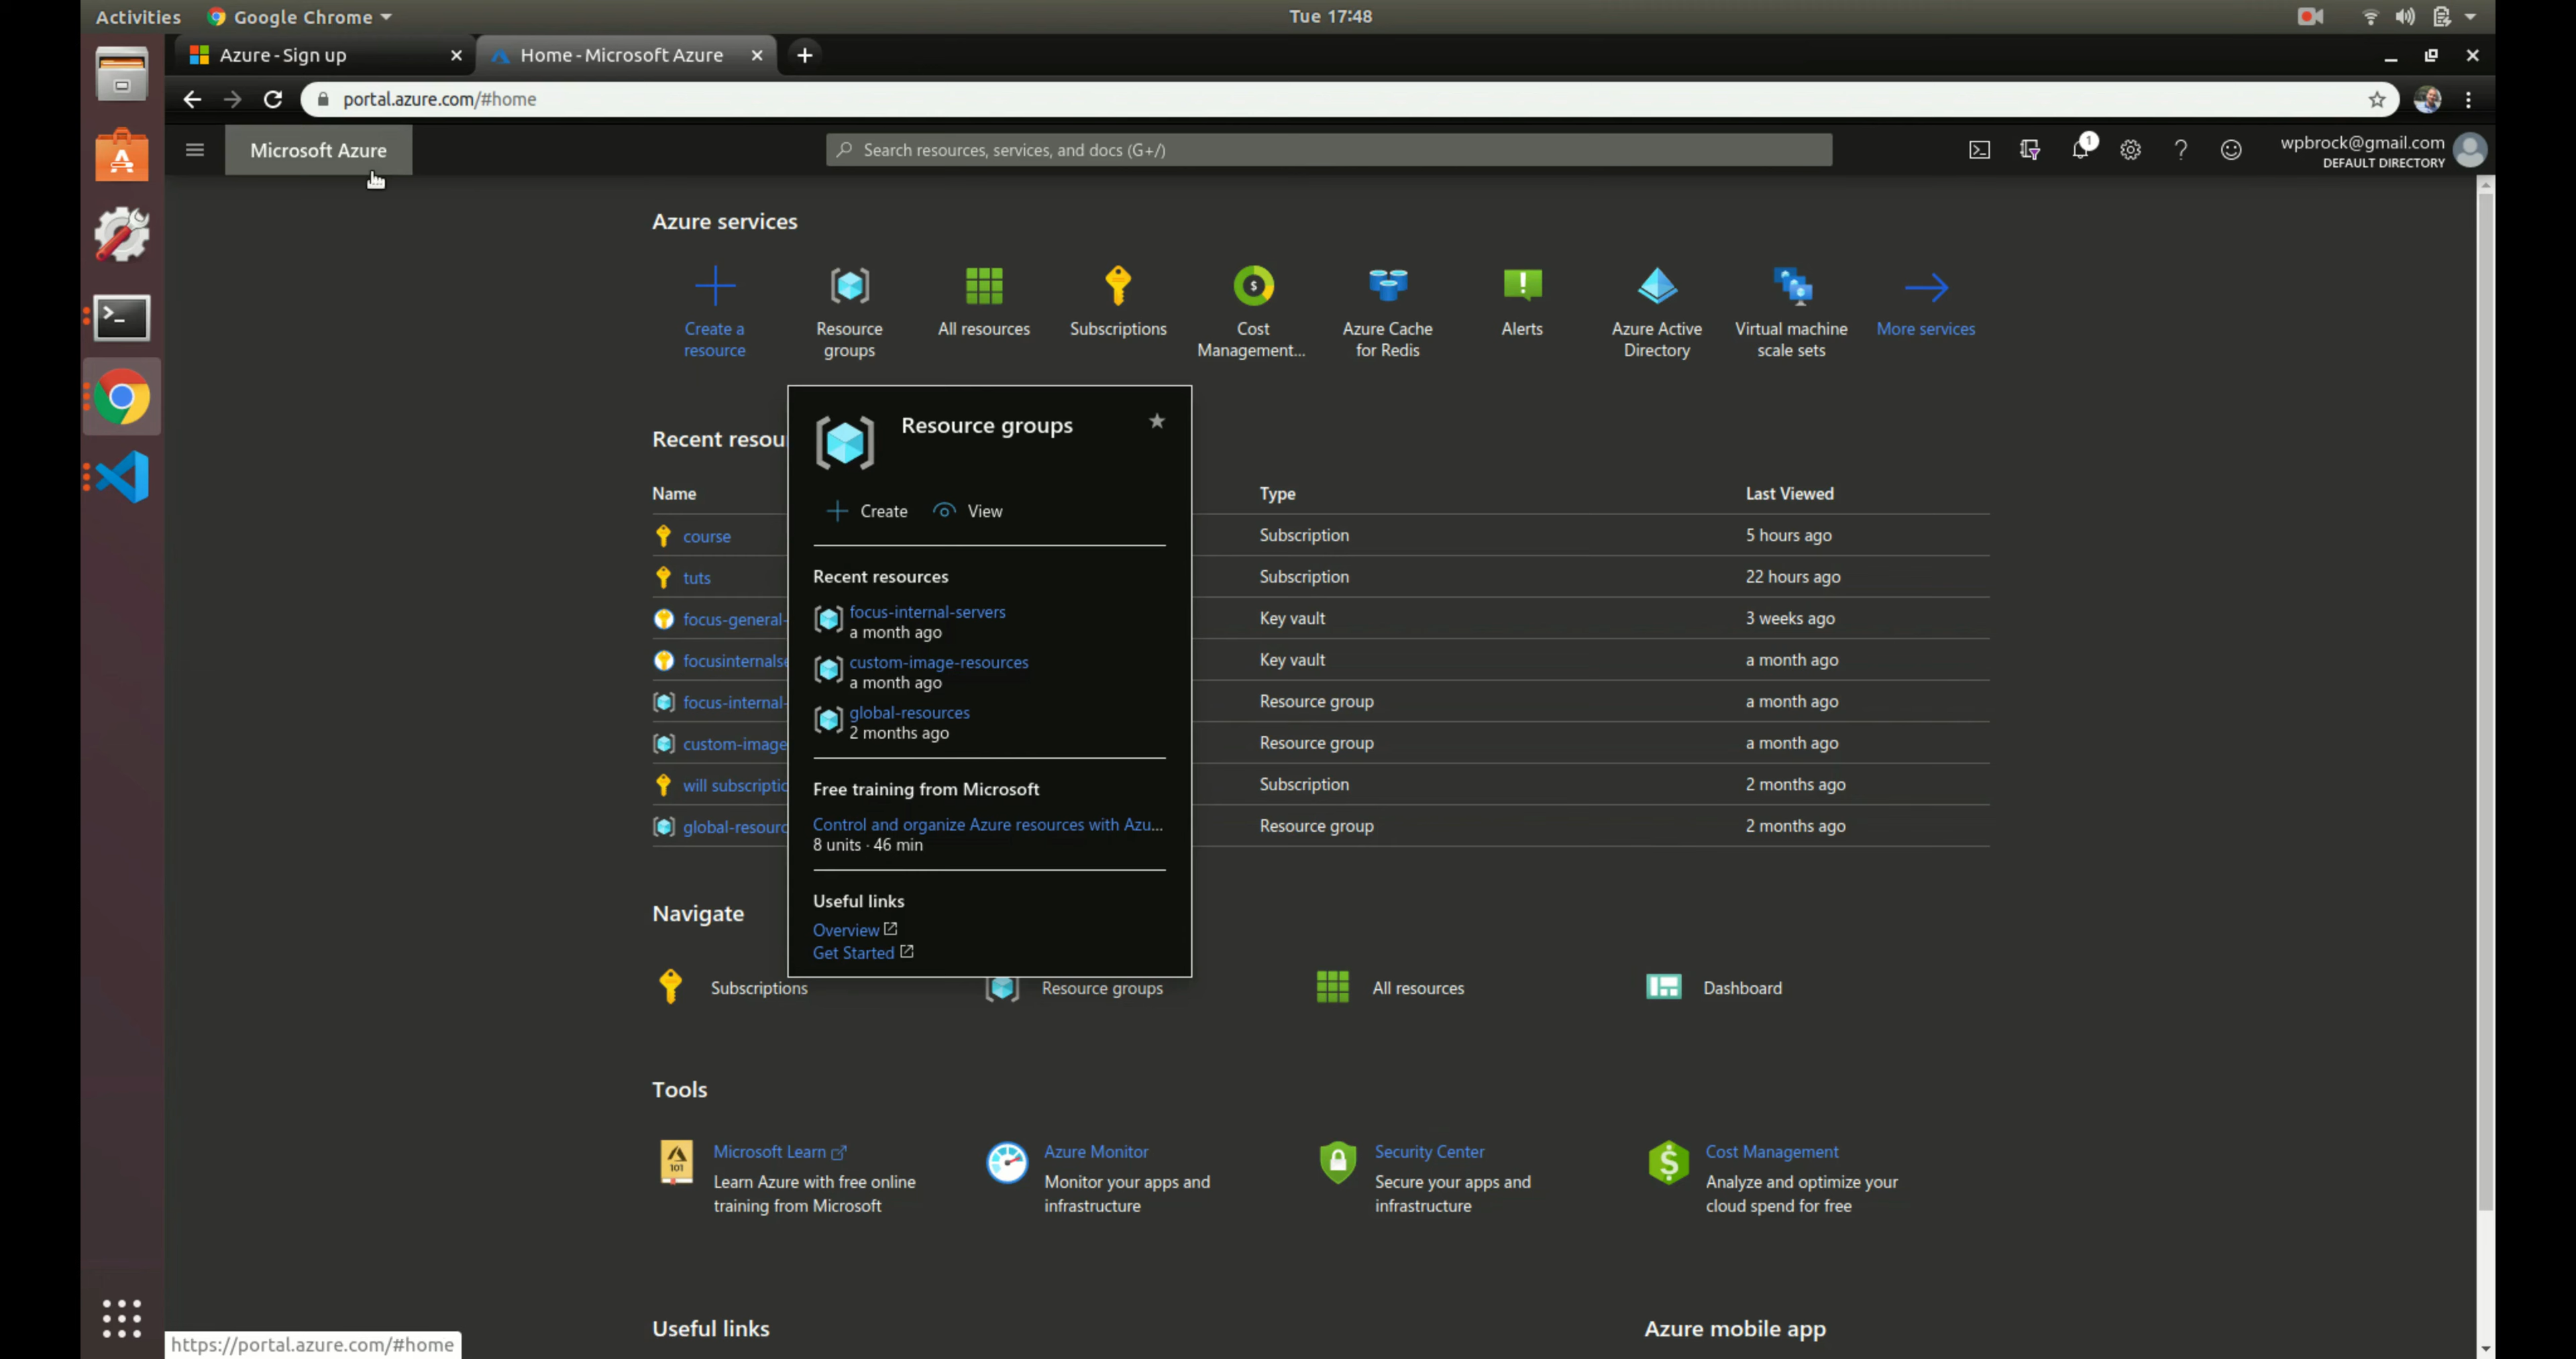 Activities
Google Chrome
Tue 17:48
Azure - Sign up
Home - Microsoft Azure
portal.azure.com/#home
Microsoft Azure
Search resources, services, and docs (G+/)
1
wpbrock@gmail.com
DEFAULT DIRECTORY
Azure services
Create a
resource
Resource
groups
All resources
Subscriptions
Cost
Management...
Azure Cache
for Redis
Alerts
Azure Active
Directory
Virtual machine
scale sets
More services
Recent resou
Name
Type
Last Viewed
course
Subscription
5 hours ago
tuts
Subscription
22 hours ago
focus-general-
Key vault
3 weeks ago
focusinternalse
Key vault
a month ago
focus-internal-
Resource group
a month ago
custom-image
Resource group
a month ago
will subscriptio
Subscription
2 months ago
global-resourc
Resource group
2 months ago
Resource groups
Create
View
Recent resources
focus-internal-servers
a month ago
custom-image-resources
a month ago
global-resources
2 months ago
Free training from Microsoft
Control and organize Azure resources with Azu...
8 units · 46 min
Useful links
Overview
Get Started
Navigate
Subscriptions
Resource groups
All resources
Dashboard
Tools
101
Microsoft Learn
Learn Azure with free online
training from Microsoft
Azure Monitor
Monitor your apps and
infrastructure
Security Center
Secure your apps and
infrastructure
Cost Management
Analyze and optimize your
cloud spend for free
Useful links
Azure mobile app
https://portal.azure.com/#home